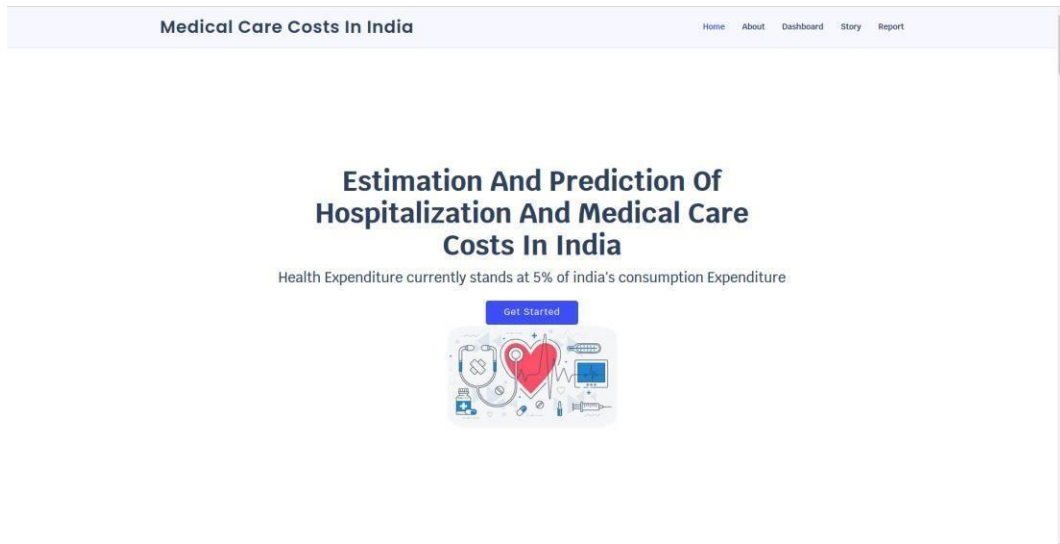 Medical Care Costs In India
Home About Dashboard Story Report
Estimation And Prediction Of
Hospitalization And Medical Care
Costs In India
Health Expenditure currently stands at 5% of india's consumption Expenditure
Get Started